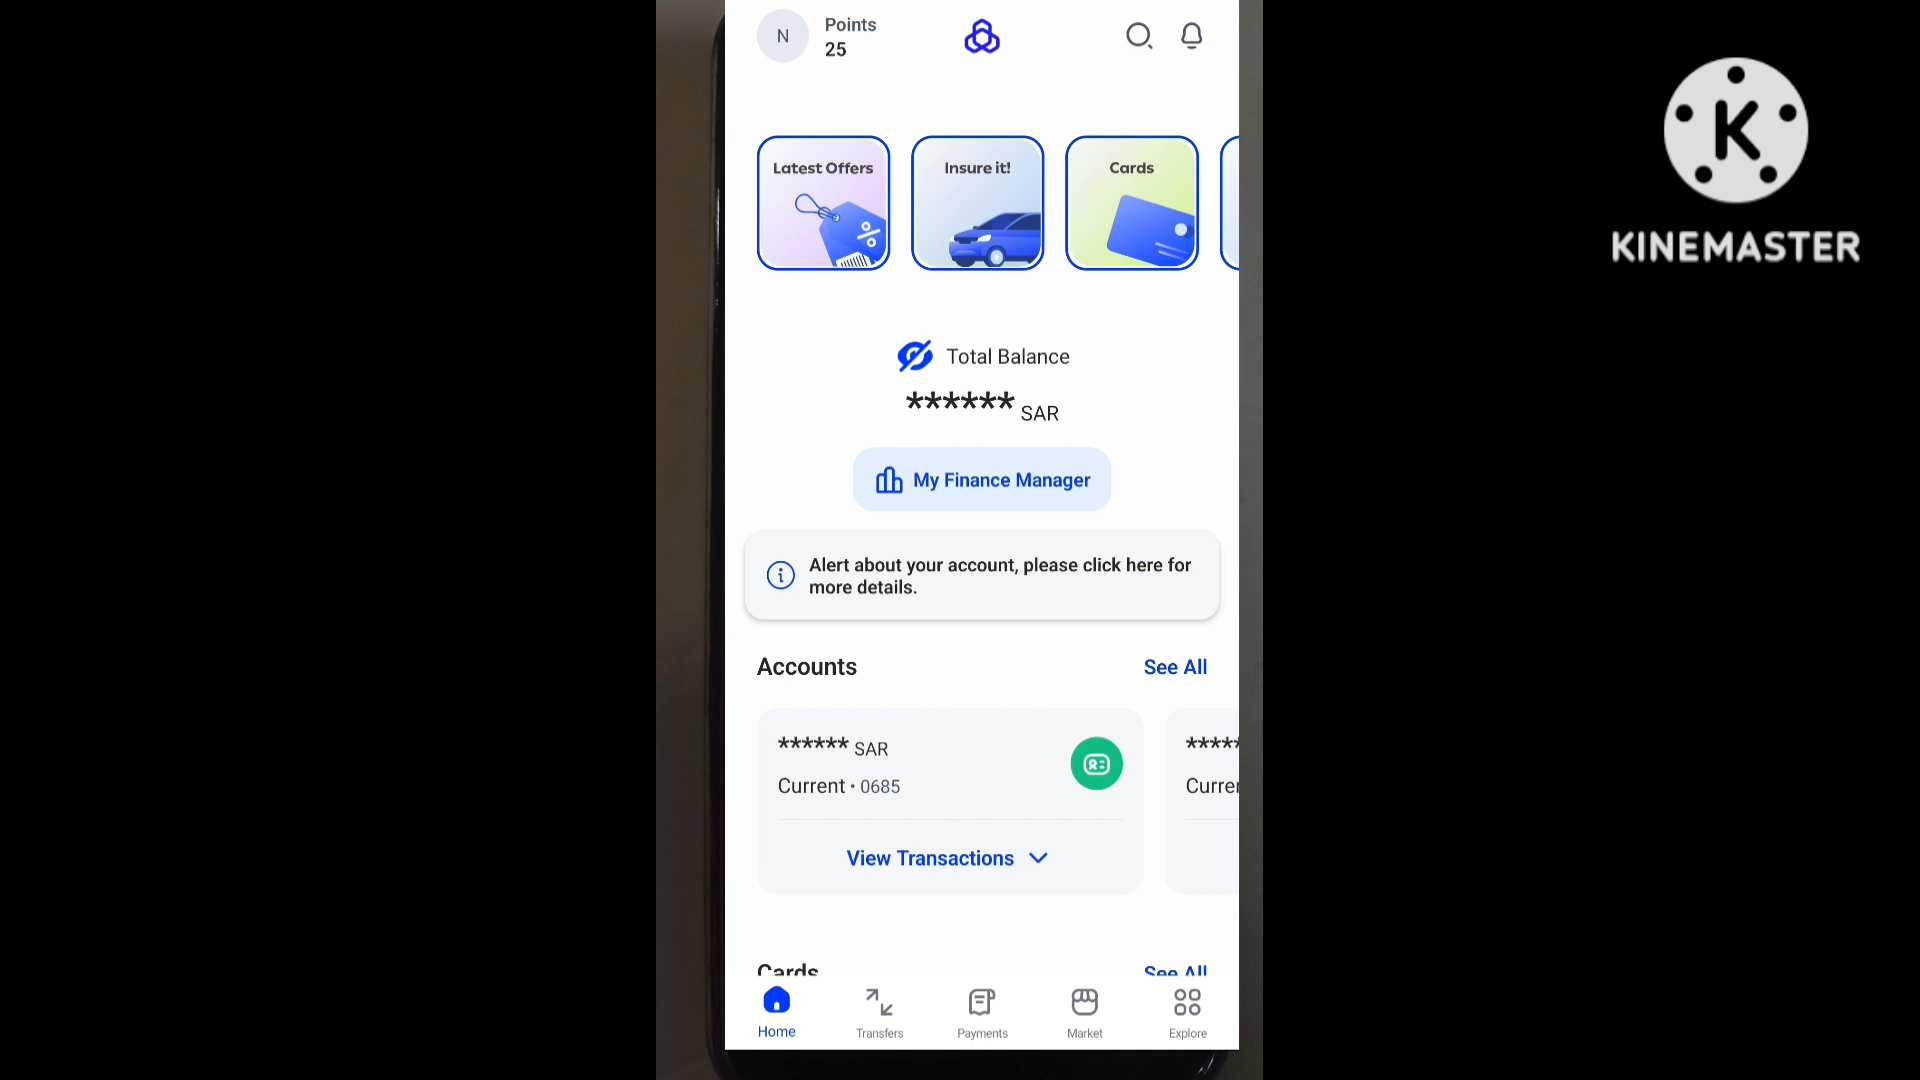 N
Points
25
Latest Offers
Insure it!
Cards
Total Balance
****** SAR
My Finance Manager
Alert about your account, please click here for
more details.
Accounts
See All
****** SAR
Current • 0685
View Transactions
*****
Curre
Cards
See All
Home
Transfers
Payments
Market
Explore
K
KINEMASTER